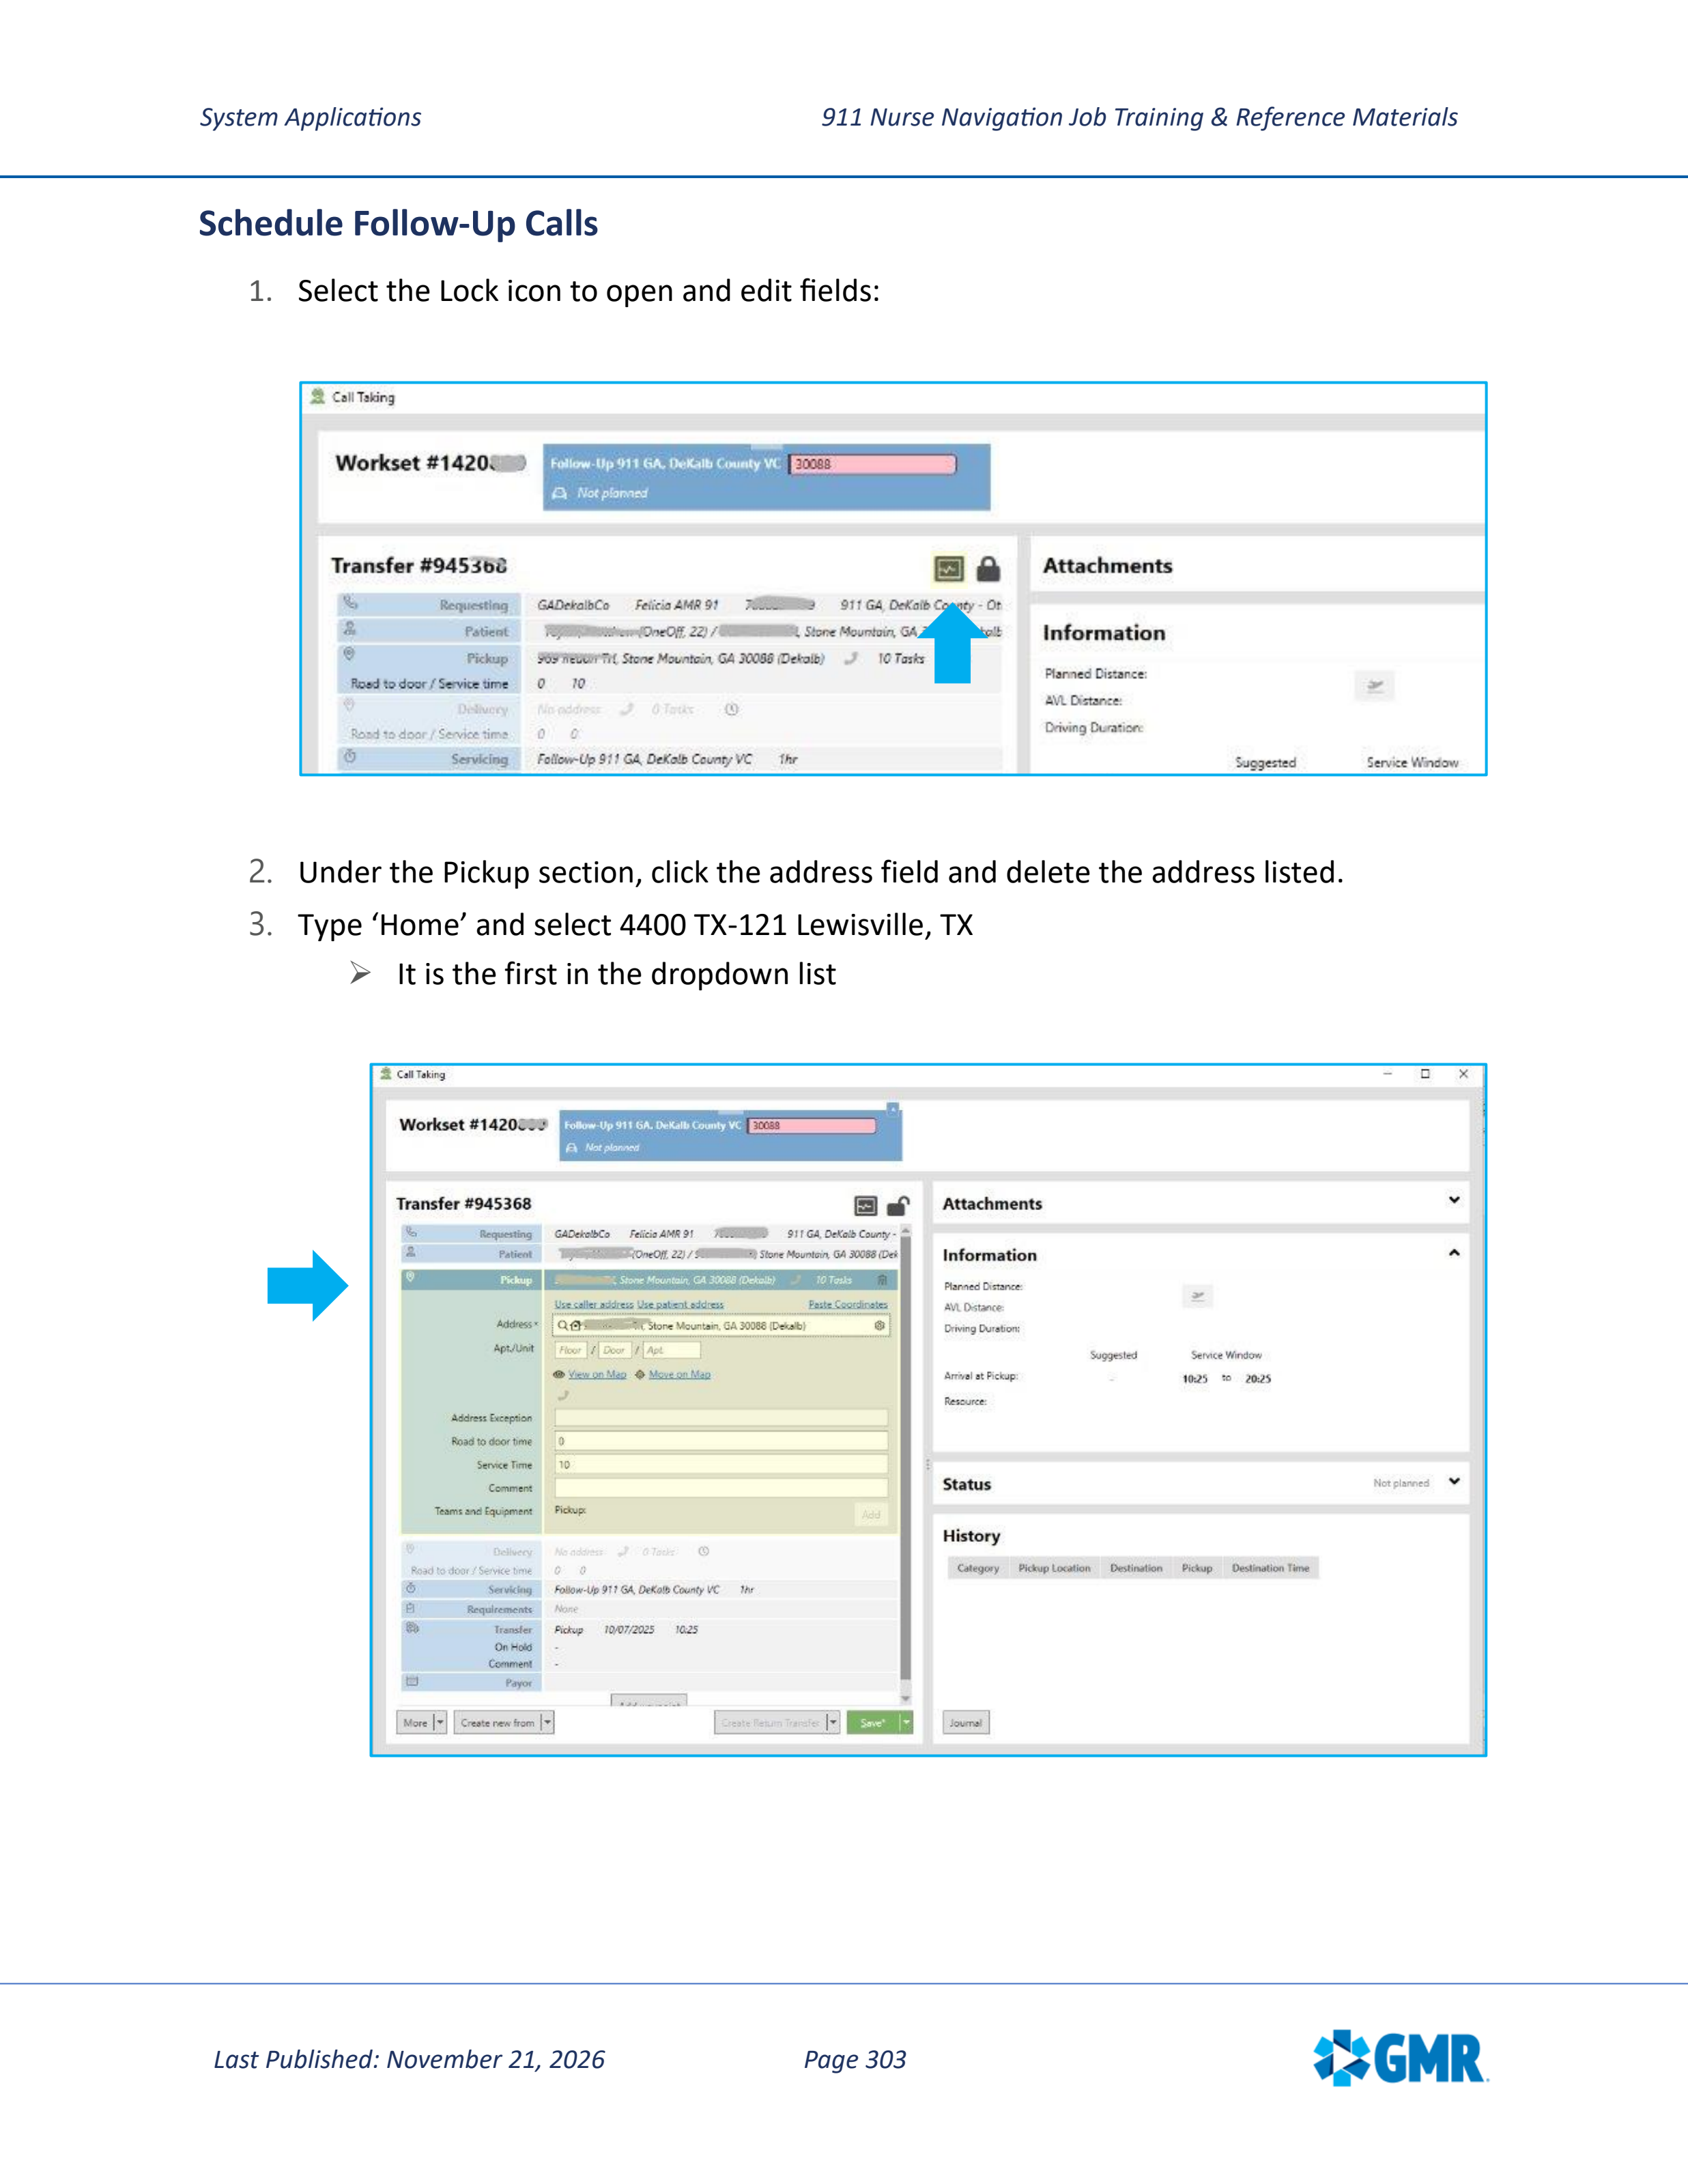 System Applications
911 Nurse Navigation Job Training & Reference Materials
Schedule Follow-Up Calls
1. Select the Lock icon to open and edit fields:
Call Taking
Workset #1420
Follow-Up 911 GA, DeKalb County VC 30088
Not planned
Transfer #945368
Requesting GADekalbCo Felicia AMR 91 911 GA, DeKalb County - Ot
Patient (OneOff, 22) / Stone Mountain, GA
Pickup Trl, Stone Mountain, GA 30088 (Dekalb) 10 Tasks
Road to door / Service time 0 10
Delivery No address 0 Tasks
Road to door / Service time 0 0
Servicing Follow-Up 911 GA, DeKalb County VC 1hr
Attachments
Information
Planned Distance:
AVL Distance:
Driving Duration:
Suggested Service Window
2. Under the Pickup section, click the address field and delete the address listed.
3. Type ‘Home’ and select 4400 TX-121 Lewisville, TX
➢ It is the first in the dropdown list
Call Taking
Workset #1420
Follow-Up 911 GA, DeKalb County VC 30088
Not planned
Transfer #945368
Requesting GADekalbCo Felicia AMR 91 911 GA, DeKalb County -
Patient (OneOff, 22) / Stone Mountain, GA 30088 (Dek
Pickup Stone Mountain, GA 30088 (Dekalb) 10 Tasks
Use caller address Use patient address Paste Coordinates
Address* Stone Mountain, GA 30088 (Dekalb)
Apt./Unit Floor / Door / Apt.
View on Map Move on Map
Address Exception
Road to door time 0
Service Time 10
Comment
Teams and Equipment Pickup: Add
Delivery No address 0 Tasks
Road to door / Service time 0 0
Servicing Follow-Up 911 GA, DeKalb County VC 1hr
Requirements None
Transfer Pickup 10/07/2025 10:25
On Hold -
Comment -
Payor
More Create new from Create Return Transfer Save*
Attachments
Information
Planned Distance:
AVL Distance:
Driving Duration:
Suggested Service Window
Arrival at Pickup: - 10:25 to 20:25
Resource:
Status Not planned
History
Category Pickup Location Destination Pickup Destination Time
Journal
Last Published: November 21, 2026
Page 303
GMR